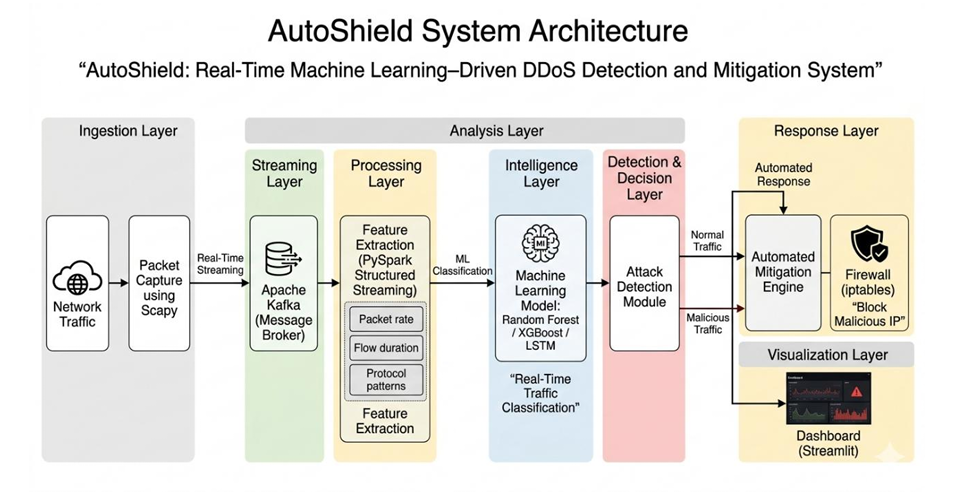 AutoShield System Architecture
“AutoShield: Real-Time Machine Learning–Driven DDoS Detection and Mitigation System”
Ingestion Layer
Network
Traffic
Packet
Capture
using
Scapy
Real-Time
Streaming
Analysis Layer
Streaming
Layer
Apache
Kafka
(Message
Broker)
Processing
Layer
Feature
Extraction
(PySpark
Structured
Streaming)
Packet rate
Flow duration
Protocol
patterns
Feature
Extraction
ML
Classification
Intelligence
Layer
MI
Machine
Learning
Model:
Random Forest
/ XGBoost /
LSTM
“Real-Time
Traffic
Classification”
Detection &
Decision
Layer
Attack
Detection
Module
Normal
Traffic
Malicious
Traffic
Response Layer
Automated
Response
Automated
Mitigation
Engine
Firewall
(iptables)
“Block
Malicious IP”
Visualization Layer
Dashboard
(Streamlit)